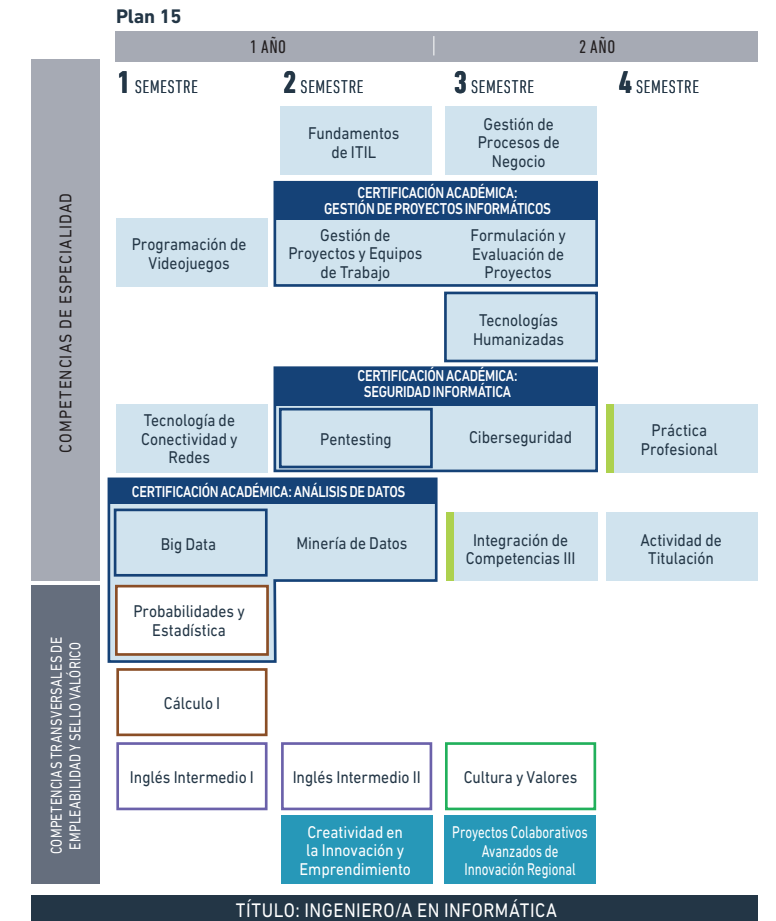 Plan 15
1 AÑO
2 AÑO
1 SEMESTRE
2 SEMESTRE
3 SEMESTRE
4 SEMESTRE
COMPETENCIAS DE ESPECIALIDAD
Fundamentos
de ITIL
Gestión de
Procesos de
Negocio
CERTIFICACIÓN ACADÉMICA:
GESTIÓN DE PROYECTOS INFORMÁTICOS
Programación de
Videojuegos
Gestión de
Proyectos y Equipos
de Trabajo
Formulación y
Evaluación de
Proyectos
Tecnologías
Humanizadas
CERTIFICACIÓN ACADÉMICA:
SEGURIDAD INFORMÁTICA
Tecnología de
Conectividad y
Redes
Pentesting
Ciberseguridad
Práctica
Profesional
CERTIFICACIÓN ACADÉMICA: ANÁLISIS DE DATOS
Big Data
Minería de Datos
Integración de
Competencias III
Actividad de
Titulación
COMPETENCIAS TRANSVERSALES DE
EMPLEABILIDAD Y SELLO VALÓRICO
Probabilidades y
Estadística
Cálculo I
Inglés Intermedio I
Inglés Intermedio II
Cultura y Valores
Creatividad en
la Innovación y
Emprendimiento
Proyectos Colaborativos
Avanzados de
Innovación Regional
TÍTULO: INGENIERO/A EN INFORMÁTICA